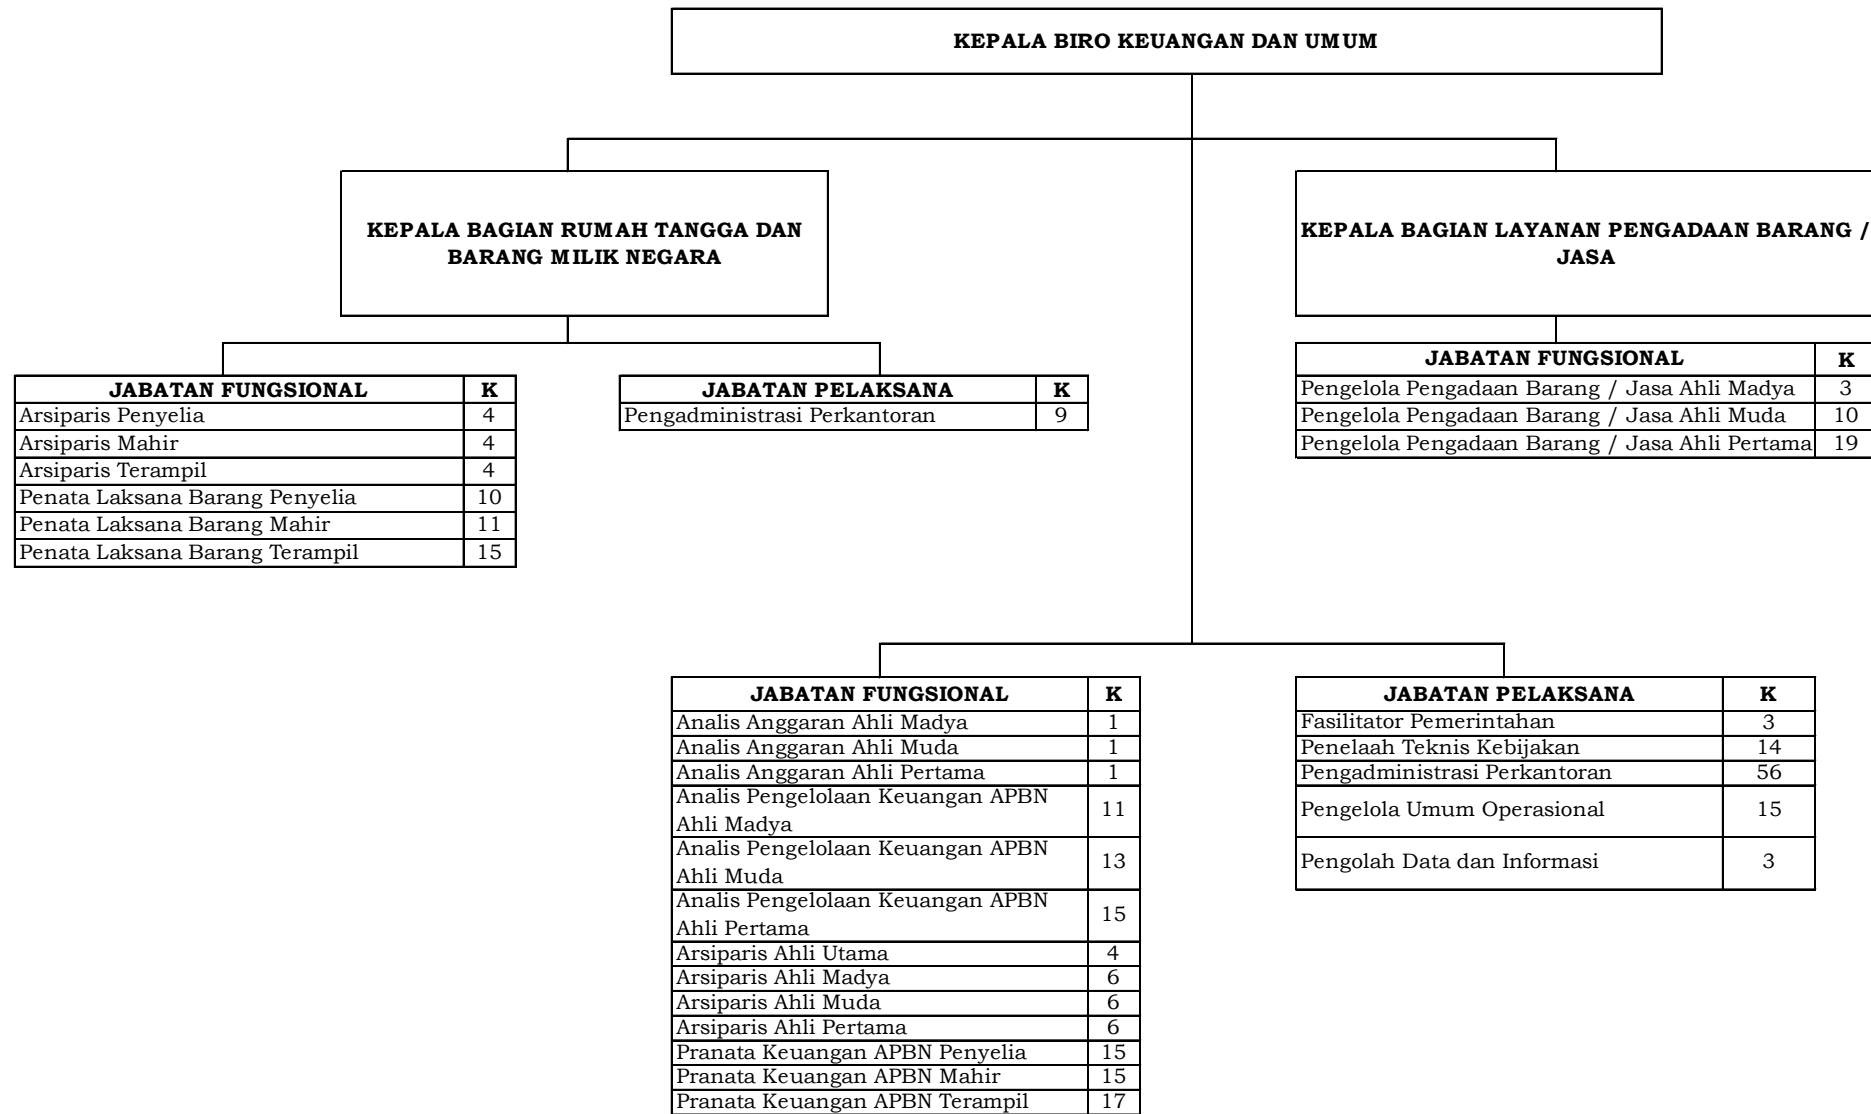 KEPALA BIRO KEUANGAN DAN UMUM
KEPALA BAGIAN RUMAH TANGGA DAN
BARANG MILIK NEGARA
KEPALA BAGIAN LAYANAN PENGADAAN BARANG /
JASA
JABATAN FUNGSIONAL K
Arsiparis Penyelia 4
Arsiparis Mahir 4
Arsiparis Terampil 4
Penata Laksana Barang Penyelia 10
Penata Laksana Barang Mahir 11
Penata Laksana Barang Terampil 15
JABATAN PELAKSANA K
Pengadministrasi Perkantoran 9
JABATAN FUNGSIONAL K
Pengelola Pengadaan Barang / Jasa Ahli Madya 3
Pengelola Pengadaan Barang / Jasa Ahli Muda 10
Pengelola Pengadaan Barang / Jasa Ahli Pertama 19
JABATAN FUNGSIONAL K
Analis Anggaran Ahli Madya 1
Analis Anggaran Ahli Muda 1
Analis Anggaran Ahli Pertama 1
Analis Pengelolaan Keuangan APBN
Ahli Madya 11
Analis Pengelolaan Keuangan APBN
Ahli Muda 13
Analis Pengelolaan Keuangan APBN
Ahli Pertama 15
Arsiparis Ahli Utama 4
Arsiparis Ahli Madya 6
Arsiparis Ahli Muda 6
Arsiparis Ahli Pertama 6
Pranata Keuangan APBN Penyelia 15
Pranata Keuangan APBN Mahir 15
Pranata Keuangan APBN Terampil 17
JABATAN PELAKSANA K
Fasilitator Pemerintahan 3
Penelaah Teknis Kebijakan 14
Pengadministrasi Perkantoran 56
Pengelola Umum Operasional 15
Pengolah Data dan Informasi 3